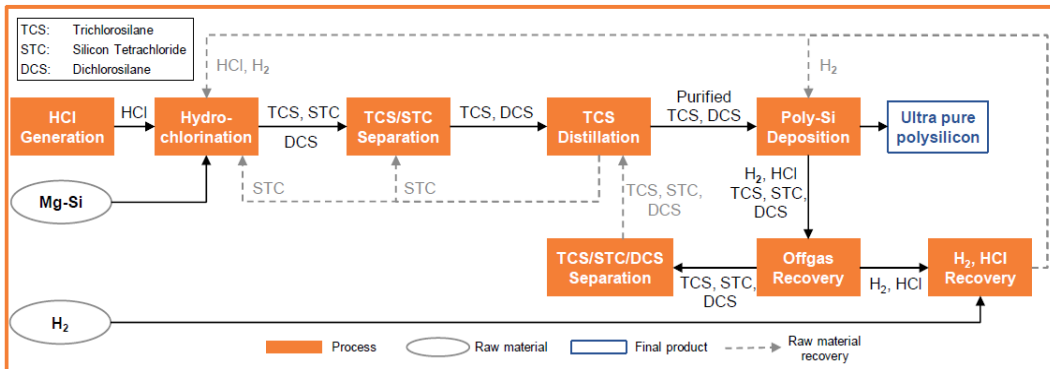 TCS: Trichlorosilane
STC: Silicon Tetrachloride
DCS: Dichlorosilane
HCl, H₂
H₂
HCl
Generation
HCl
Hydro-
chlorination
TCS, STC
DCS
TCS/STC
Separation
TCS, DCS
TCS
Distillation
Purified
TCS, DCS
Poly-Si
Deposition
Ultra pure
polysilicon
Mg-Si
STC
STC
TCS, STC,
DCS
H₂, HCl
TCS, STC,
DCS
TCS/STC/DCS
Separation
TCS, STC,
DCS
Offgas
Recovery
H₂, HCl
H₂, HCl
Recovery
H₂
Process
Raw material
Final product
Raw material
recovery